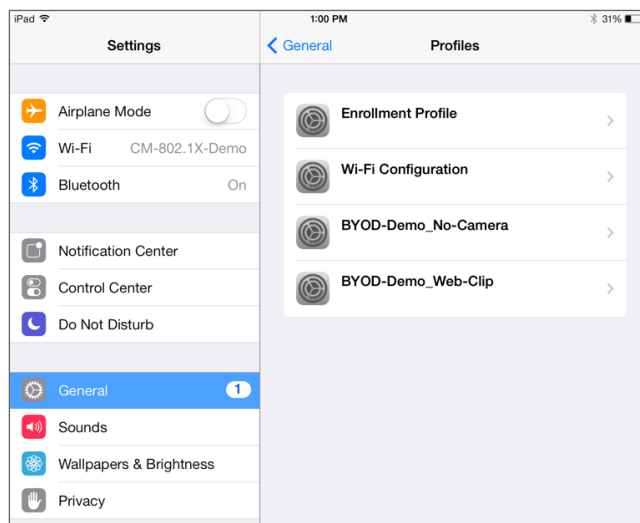 iPad 1:00 PM 31%
Settings
General Profiles
Airplane Mode
Wi-Fi CM-802.1X-Demo
Bluetooth On
Notification Center
Control Center
Do Not Disturb
General 1
Sounds
Wallpapers & Brightness
Privacy
Enrollment Profile
Wi-Fi Configuration
BYOD-Demo_No-Camera
BYOD-Demo_Web-Clip